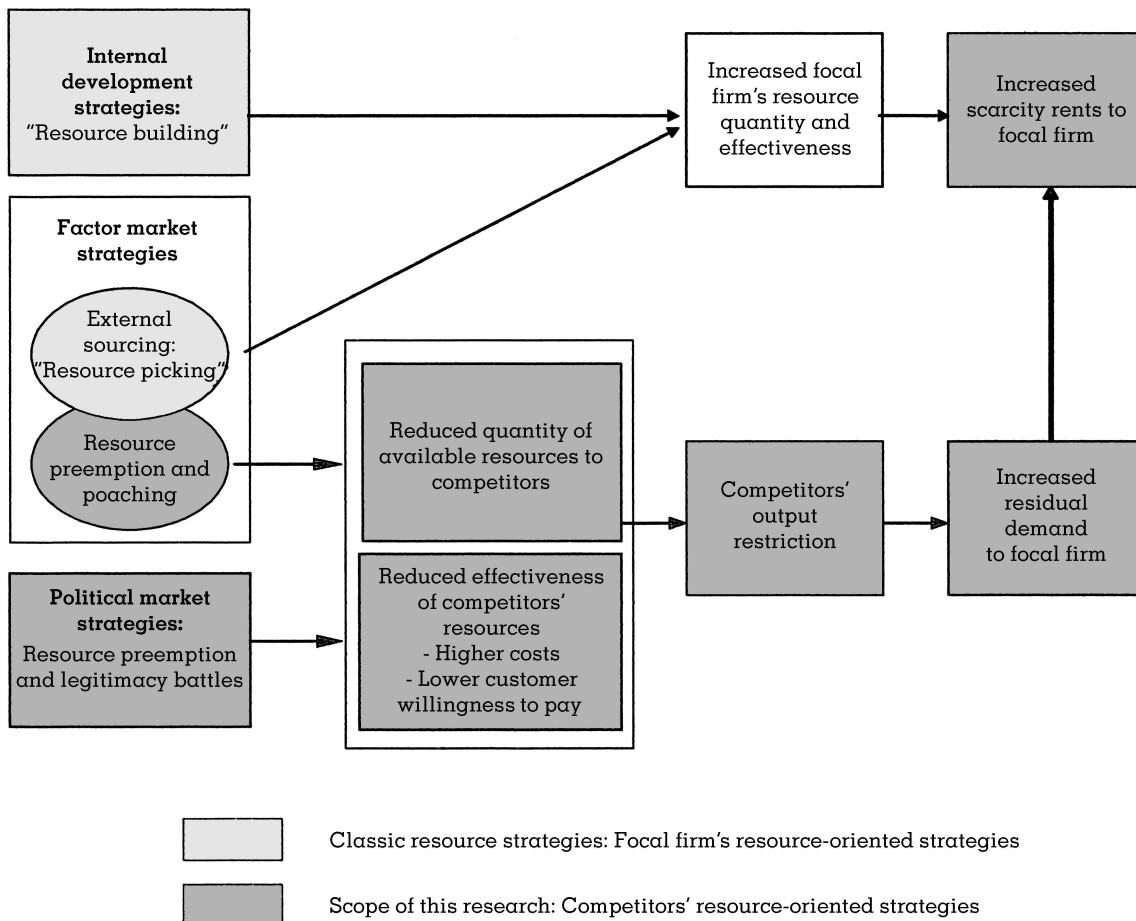 Internal
development
strategies:
"Resource building"
Increased focal
firm's resource
quantity and
effectiveness
Increased
scarcity rents to
focal firm
Factor market
strategies
External
sourcing:
"Resource picking"
Resource
preemption and
poaching
Reduced quantity of
available resources to
competitors
Competitors'
output
restriction
Increased
residual
demand
to focal firm
Political market
strategies:
Resource preemption
and legitimacy battles
Reduced effectiveness
of competitors'
resources
- Higher costs
- Lower customer
willingness to pay
Classic resource strategies: Focal firm's resource-oriented strategies
Scope of this research: Competitors' resource-oriented strategies